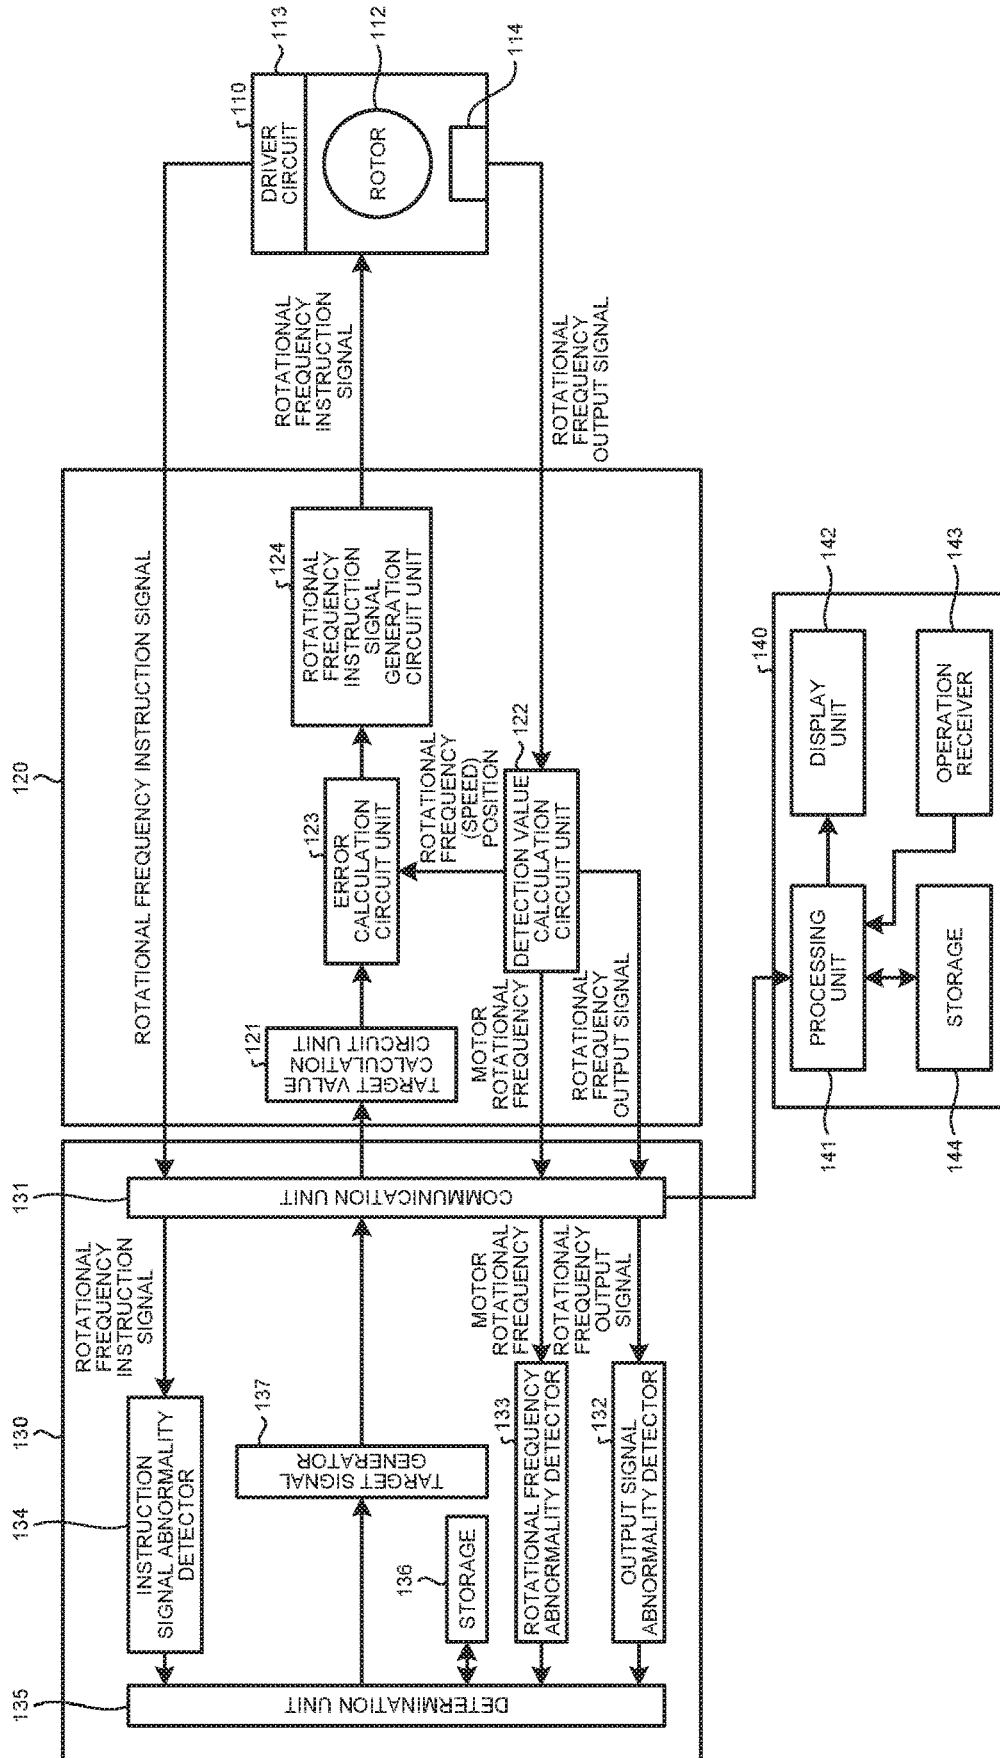 110
DRIVER
CIRCUIT
113
ROTOR
112
114
ROTATIONAL
FREQUENCY
INSTRUCTION
SIGNAL
ROTATIONAL
FREQUENCY
OUTPUT SIGNAL
120
ROTATIONAL FREQUENCY INSTRUCTION SIGNAL
124
ROTATIONAL
FREQUENCY
INSTRUCTION
SIGNAL
GENERATION
CIRCUIT UNIT
123
ERROR
CALCULATION
CIRCUIT UNIT
ROTATIONAL
FREQUENCY
(SPEED)
POSITION
122
DETECTION VALUE
CALCULATION
CIRCUIT UNIT
121
TARGET VALUE
CALCULATION
CIRCUIT UNIT
MOTOR
ROTATIONAL
FREQUENCY
ROTATIONAL
FREQUENCY
OUTPUT SIGNAL
131
COMMUNICATION UNIT
130
ROTATIONAL
FREQUENCY
INSTRUCTION
SIGNAL
MOTOR
ROTATIONAL
FREQUENCY
ROTATIONAL
FREQUENCY
OUTPUT
SIGNAL
134
INSTRUCTION
SIGNAL ABNORMALITY
DETECTOR
137
TARGET SIGNAL
GENERATOR
136
STORAGE
133
ROTATIONAL FREQUENCY
ABNORMALITY DETECTOR
132
OUTPUT SIGNAL
ABNORMALITY DETECTOR
135
DETERMINATION UNIT
140
142
DISPLAY
UNIT
143
OPERATION
RECEIVER
141
PROCESSING
UNIT
144
STORAGE